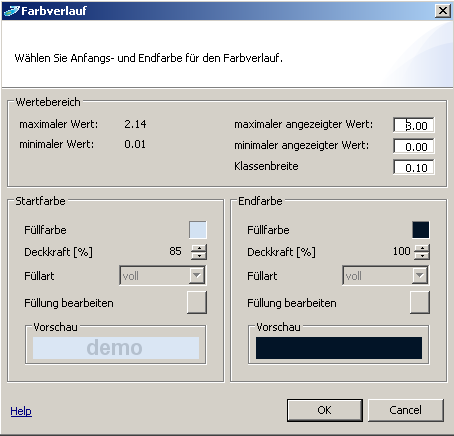 Farbverlauf
Wählen Sie Anfangs- und Endfarbe für den Farbverlauf.
Wertebereich
maximaler Wert: 2.14
minimaler Wert: 0.01
maximaler angezeigter Wert: 3.00
minimaler angezeigter Wert: 0.00
Klassenbreite 0.10
Startfarbe
Füllfarbe
Deckkraft [%] 85
Füllart voll
Füllung bearbeiten
Vorschau
demo
Endfarbe
Füllfarbe
Deckkraft [%] 100
Füllart voll
Füllung bearbeiten
Vorschau
Help
OK
Cancel